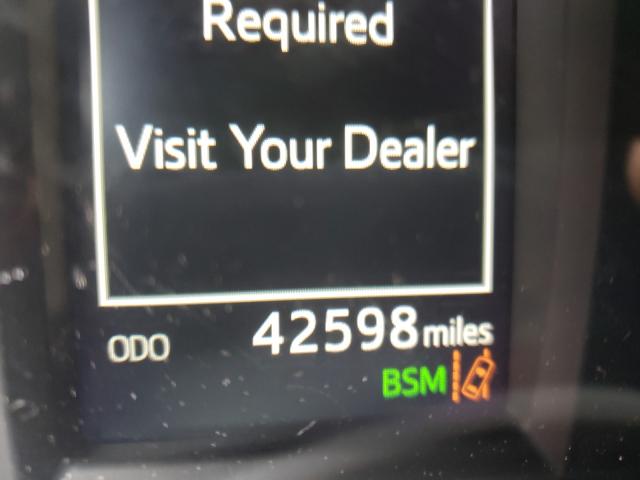 Required
Visit Your Dealer
ODO 42598 miles
BSM